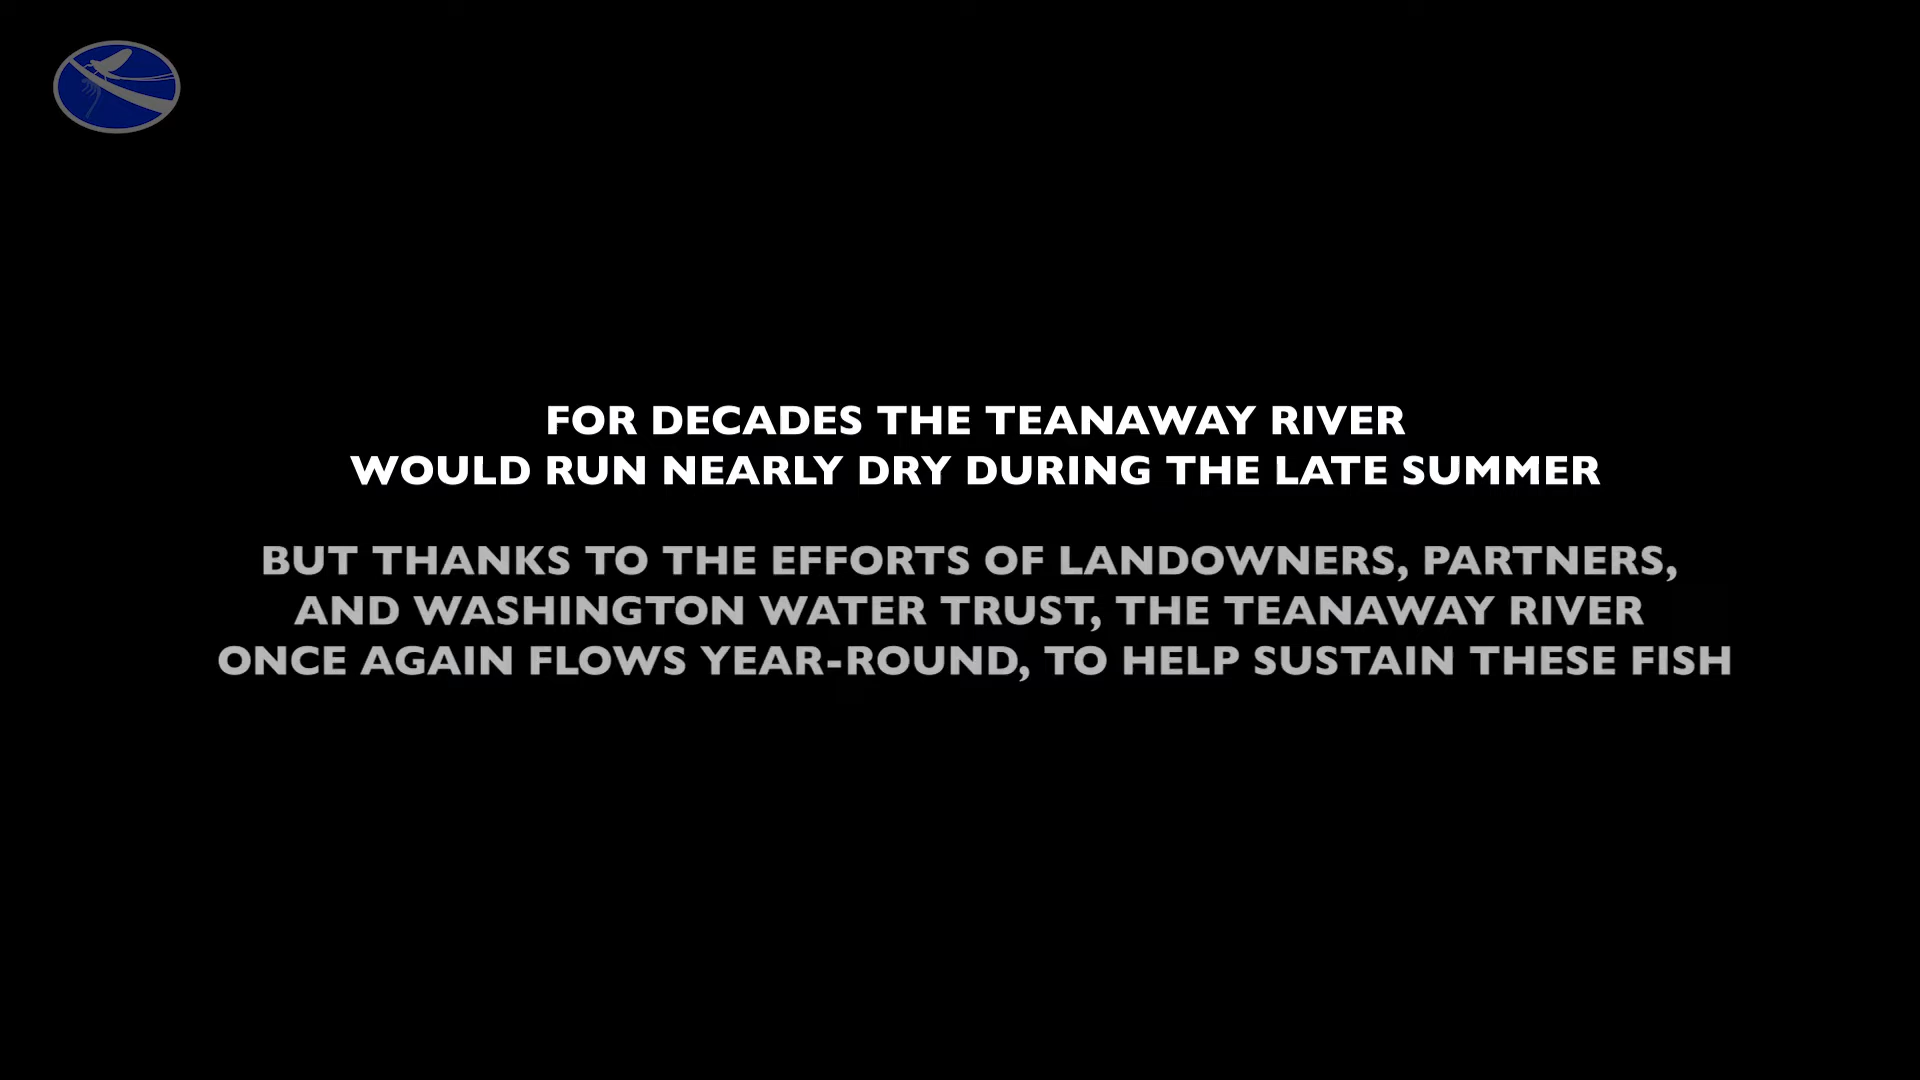 FOR DECADES THE TEANAWAY RIVER
WOULD RUN NEARLY DRY DURING THE LATE SUMMER
BUT THANKS TO THE EFFORTS OF LANDOWNERS, PARTNERS,
AND WASHINGTON WATER TRUST, THE TEANAWAY RIVER
ONCE AGAIN FLOWS YEAR-ROUND, TO HELP SUSTAIN THESE FISH